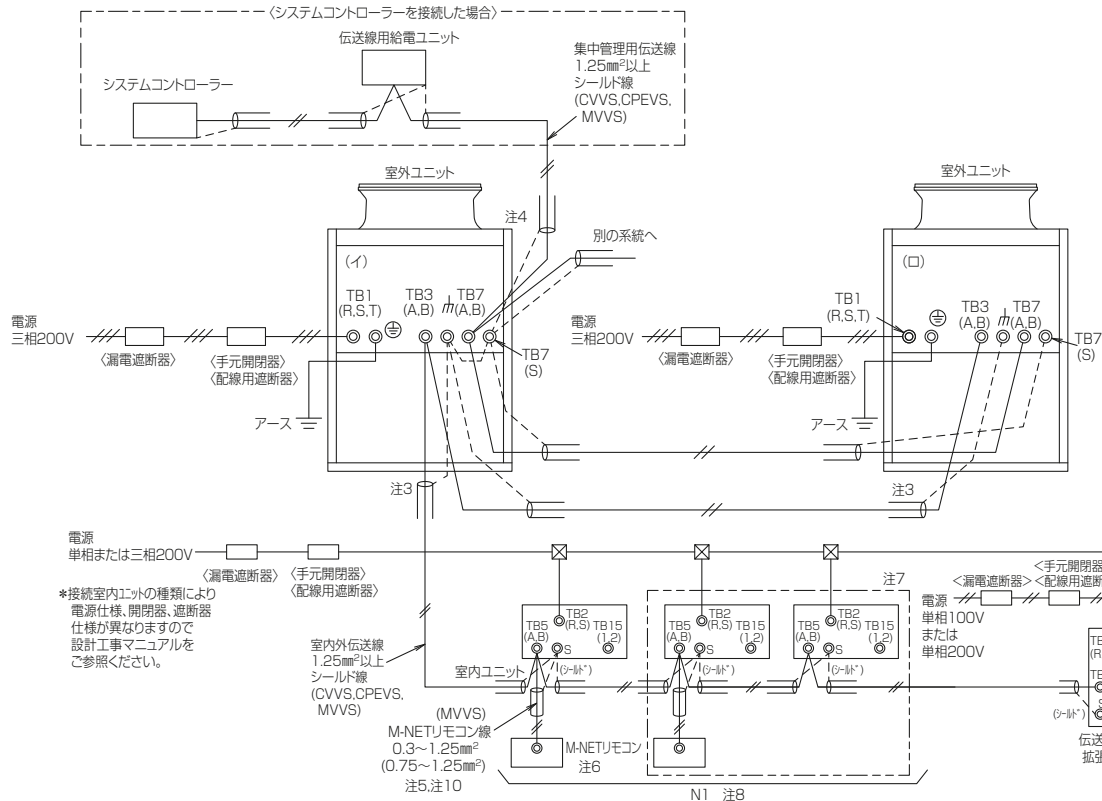 〈システムコントローラーを接続した場合〉
伝送線用給電ユニット
システムコントローラー
集中管理用伝送線
1.25㎟以上
シールド線
(CVVS,CPEVS,
MVVS)
室外ユニット
注4
別の系統へ
(イ)
TB1
(R,S,T)
TB3
(A,B)
TB7
(A,B)
TB7
(S)
電源
三相200V
〈漏電遮断器〉
〈手元開閉器〉
〈配線用遮断器〉
アース
室外ユニット
(ロ)
TB1
(R,S,T)
TB3
(A,B)
TB7
(A,B)
TB7
(S)
電源
三相200V
〈漏電遮断器〉
〈手元開閉器〉
〈配線用遮断器〉
アース
注3
注3
電源
単相または三相200V
〈漏電遮断器〉
〈手元開閉器〉
〈配線用遮断器〉
*接続室内ユニットの種類により
電源仕様、開閉器、遮断器
仕様が異なりますので
設計工事マニュアルを
ご参照ください。
注7
<漏電遮断器>
<手元開閉器
<配線用遮断
電源
単相100V
または
単相200V
TB5
(A,B)
TB2
(R,S)
TB15
(1,2)
S
(シールド)
TB5
(A,B)
TB2
(R,S)
TB15
(1,2)
S
(シールド)
TB5
(A,B)
TB2
(R,S)
TB15
(1,2)
S
(シールド)
室内外伝送線
1.25㎟以上
シールド線
(CVVS,CPEVS,
MVVS)
室内ユニット
(MVVS)
M-NETリモコン線
0.3~1.25㎟
(0.75~1.25㎟)
注5,注10
M-NETリモコン
注6
N1 注8
(シールド)
伝送
拡張